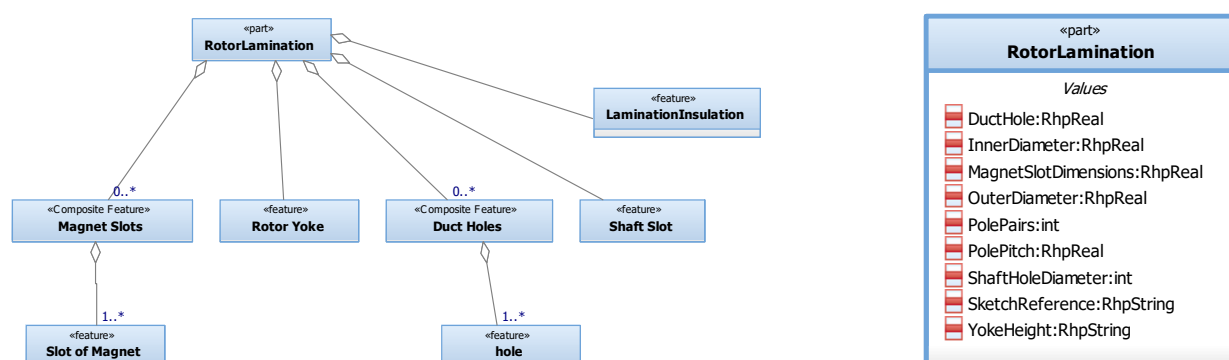 «part»
RotorLamination
«feature»
LaminationInsulation
0..*
0..*
«Composite Feature»
Magnet Slots
«feature»
Rotor Yoke
«Composite Feature»
Duct Holes
«feature»
Shaft Slot
1..*
1..*
«feature»
Slot of Magnet
«feature»
hole
«part»
RotorLamination
Values
DuctHole:RhpReal
InnerDiameter:RhpReal
MagnetSlotDimensions:RhpReal
OuterDiameter:RhpReal
PolePairs:int
PolePitch:RhpReal
ShaftHoleDiameter:int
SketchReference:RhpString
YokeHeight:RhpString